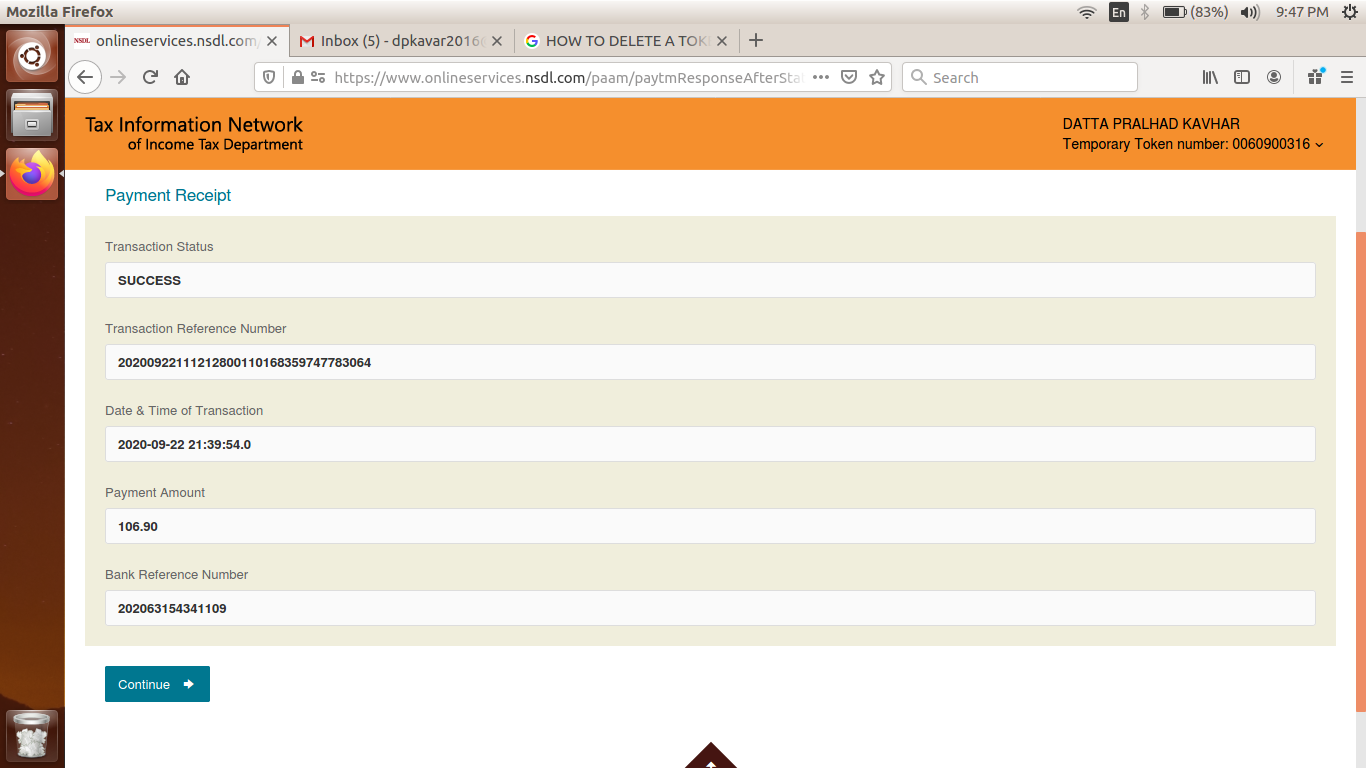 Mozilla Firefox
En
(83%)
9:47 PM
NSDL
onlineservices.nsdl.com/
Inbox (5) - dpkavar2016
HOW TO DELETE A TOK
https://www.onlineservices.nsdl.com/paam/paytmResponseAfterSta
Search
Tax Information Network
of Income Tax Department
DATTA PRALHAD KAVHAR
Temporary Token number: 0060900316
Payment Receipt
Transaction Status
SUCCESS
Transaction Reference Number
20200922111212800110168359747783064
Date & Time of Transaction
2020-09-22 21:39:54.0
Payment Amount
106.90
Bank Reference Number
202063154341109
Continue